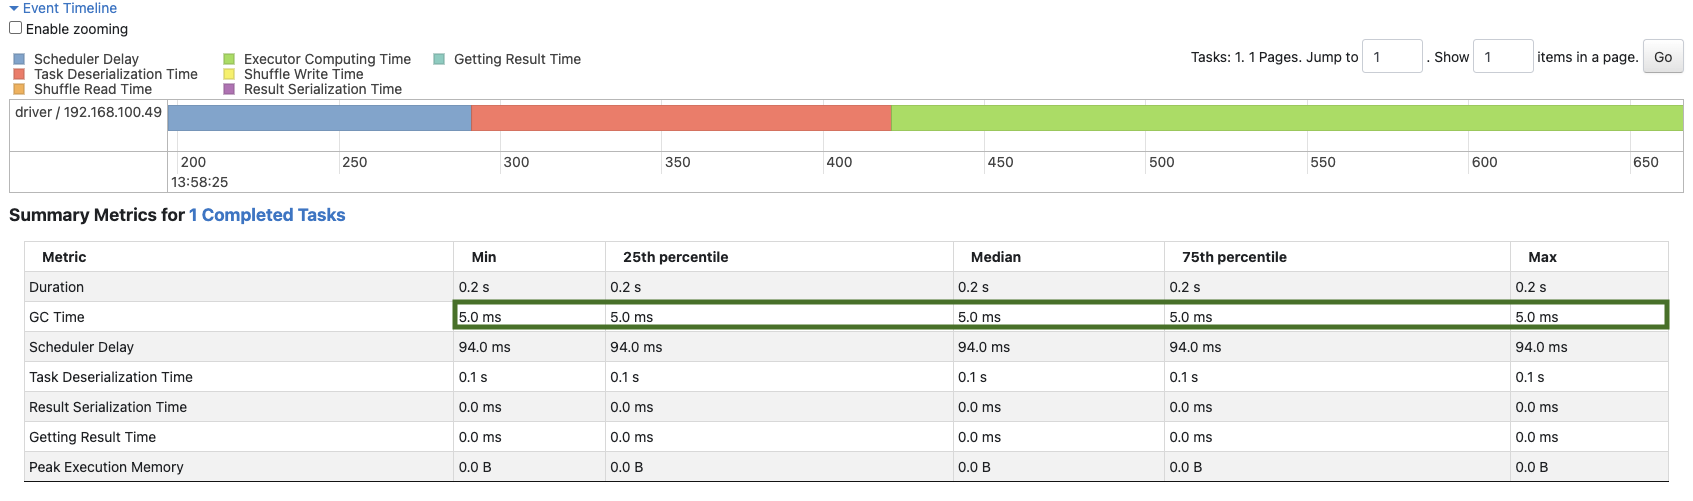 Event Timeline
Enable zooming
Scheduler Delay Executor Computing Time Getting Result Time
Task Deserialization Time Shuffle Write Time
Shuffle Read Time Result Serialization Time
Tasks: 1. 1 Pages. Jump to 1 . Show 1 items in a page. Go
driver / 192.168.100.49
200 250 300 350 400 450 500 550 600 650
13:58:25
Summary Metrics for 1 Completed Tasks
Metric Min 25th percentile Median 75th percentile Max
Duration 0.2 s 0.2 s 0.2 s 0.2 s 0.2 s
GC Time 5.0 ms 5.0 ms 5.0 ms 5.0 ms 5.0 ms
Scheduler Delay 94.0 ms 94.0 ms 94.0 ms 94.0 ms 94.0 ms
Task Deserialization Time 0.1 s 0.1 s 0.1 s 0.1 s 0.1 s
Result Serialization Time 0.0 ms 0.0 ms 0.0 ms 0.0 ms 0.0 ms
Getting Result Time 0.0 ms 0.0 ms 0.0 ms 0.0 ms 0.0 ms
Peak Execution Memory 0.0 B 0.0 B 0.0 B 0.0 B 0.0 B